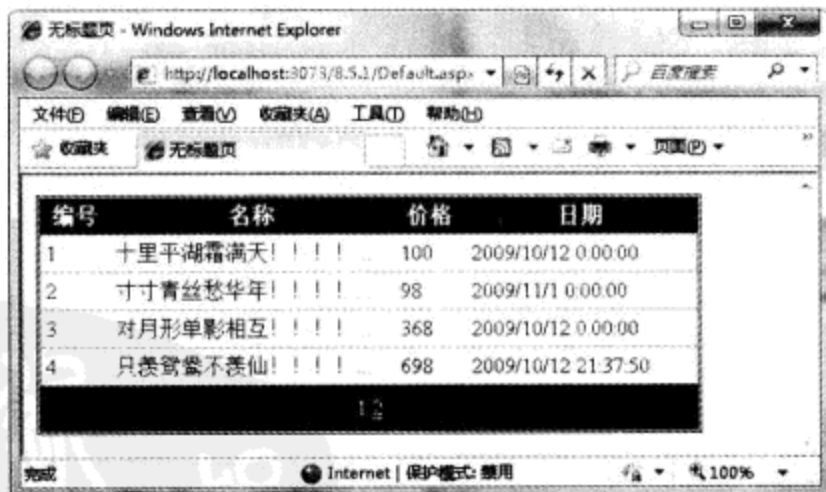 无标题页 - Windows Internet Explorer
http://localhost:3073/8.5.1/Default.aspx 百度搜索
文件(F) 编辑(E) 查看(V) 收藏夹(A) 工具(T) 帮助(H)
收藏夹 无标题页 页面(P)
编号 名称 价格 日期
1 十里平湖霜满天!!!! ... 100 2009/10/12 0:00:00
2 寸寸青丝愁华年!!!! ... 98 2009/11/1 0:00:00
3 对月形单影相互!!!! ... 368 2009/10/12 0:00:00
4 只羡鸳鸯不羡仙!!!! ... 698 2009/10/12 21:37:50
1 2
完成 Internet | 保护模式: 禁用 100%